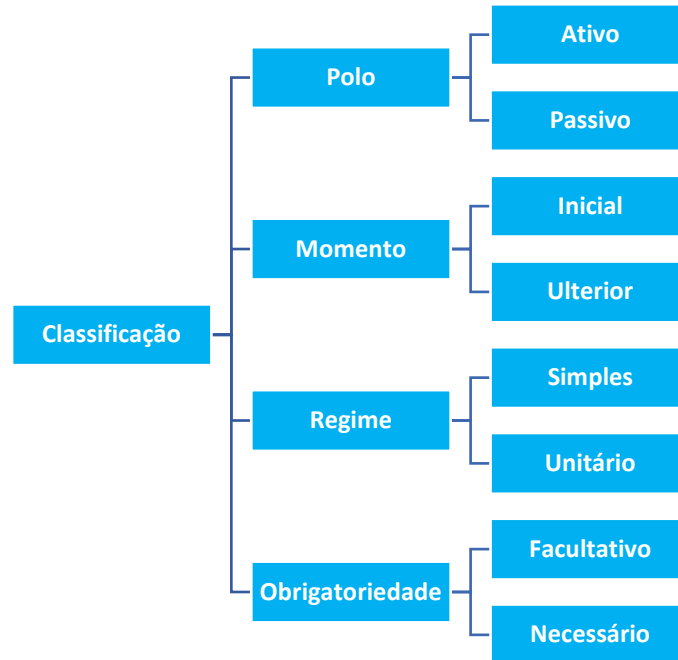 Classificação
Polo
Ativo
Passivo
Momento
Inicial
Ulterior
Regime
Simples
Unitário
Obrigatoriedade
Facultativo
Necessário